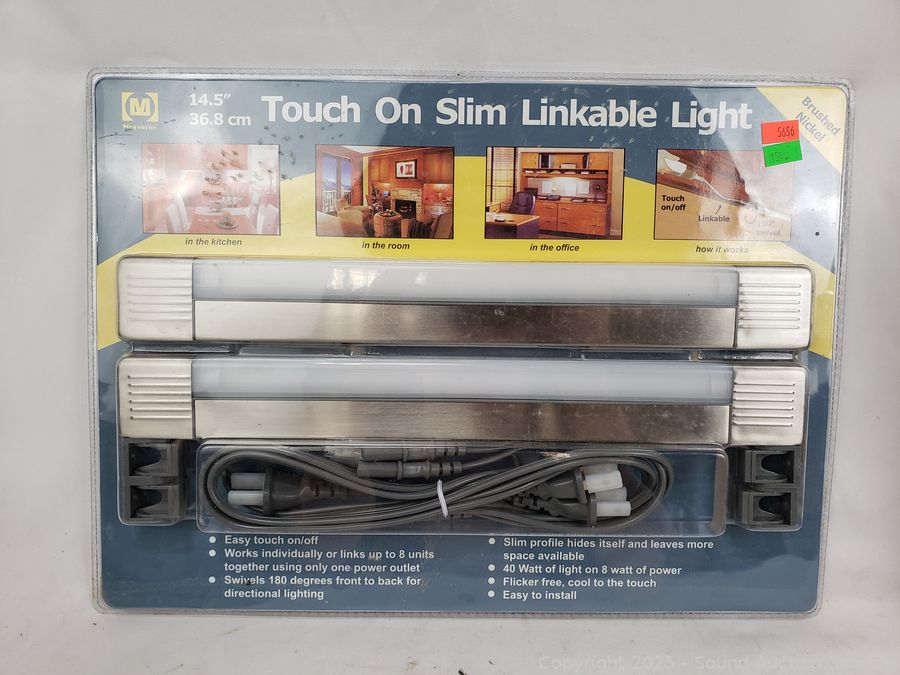 M
Megabrite
14.5"
36.8 cm
Touch On Slim Linkable Light
Brushed
Nickel
5656
in the kitchen
in the room
in the office
Touch
on/off
Linkable
swivel
how it works
Easy touch on/off
Works individually or links up to 8 units
together using only one power outlet
Swivels 180 degrees front to back for
directional lighting
Slim profile hides itself and leaves more
space available
40 Watt of light on 8 watt of power
Flicker free, cool to the touch
Easy to install
Copyright 2025 - Sound Auction